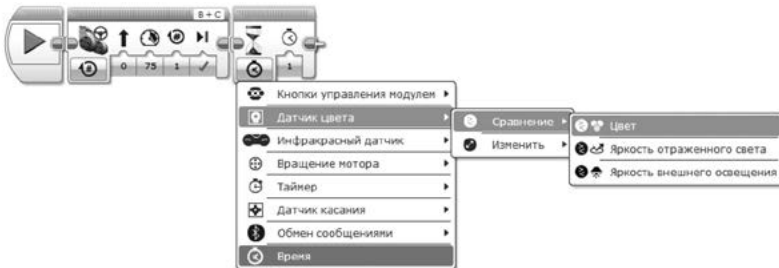 B + C
0 75 1 1
Кнопки управления модулем
Датчик цвета
Сравнение
Цвет
Инфракрасный датчик
Изменить
Яркость отраженного света
Вращение мотора
Яркость внешнего освещения
Таймер
Датчик касания
Обмен сообщениями
Время